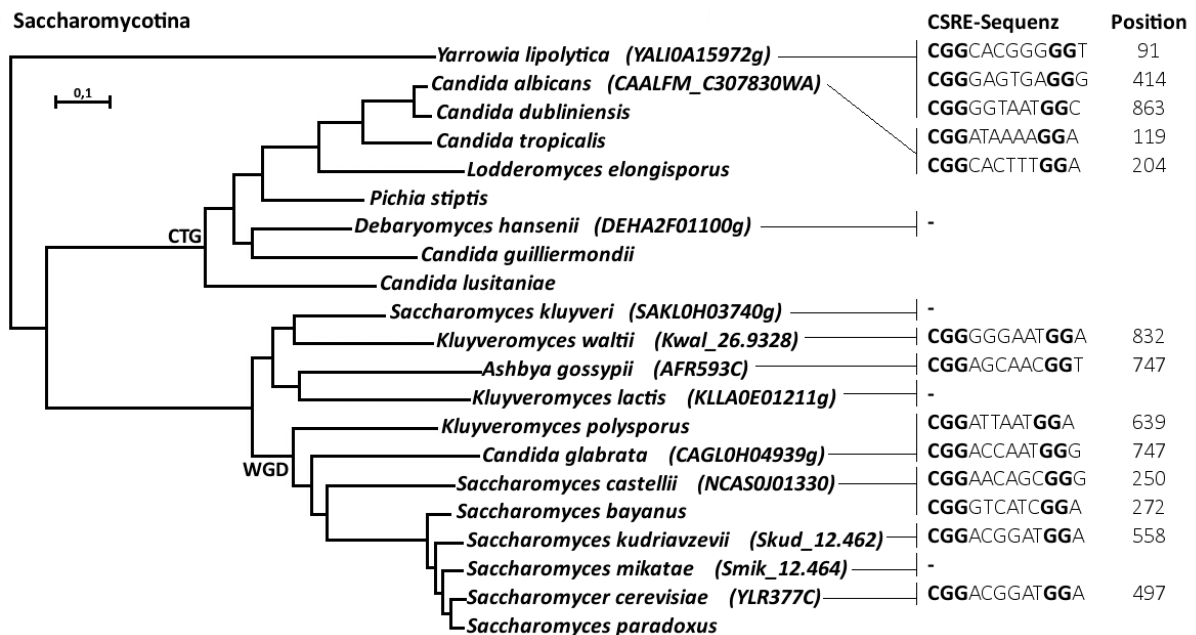 Saccharomycotina CSRE-Sequenz Position
Yarrowia lipolytica (YALI0A15972g) CGGCACGGGGGT 91
0,1
Candida albicans (CAALFM_C307830WA) CGGGAGTGAGGG 414
Candida dubliniensis CGGGGTAATGGC 863
Candida tropicalis CGGATAAAAGGA 119
Lodderomyces elongisporus CGGCACTTTGGA 204
Pichia stiptis
Debaryomyces hansenii (DEHA2F01100g) -
CTG
Candida guilliermondii
Candida lusitaniae
Saccharomyces kluyveri (SAKL0H03740g) -
Kluyveromyces waltii (Kwal_26.9328) CGGGGGAATGGA 832
Ashbya gossypii (AFR593C) CGGAGCAACGGT 747
Kluyveromyces lactis (KLLA0E01211g) -
Kluyveromyces polysporus CGGATTAATGGA 639
Candida glabrata (CAGL0H04939g) CGGACCAATGGG 747
WGD
Saccharomyces castellii (NCAS0J01330) CGGAACAGCGGG 250
Saccharomyces bayanus CGGGTCATCGGA 272
Saccharomyces kudriavzevii (Skud_12.462) CGGACGGATGGA 558
Saccharomyces mikatae (Smik_12.464) -
Saccharomycer cerevisiae (YLR377C) CGGACGGATGGA 497
Saccharomyces paradoxus